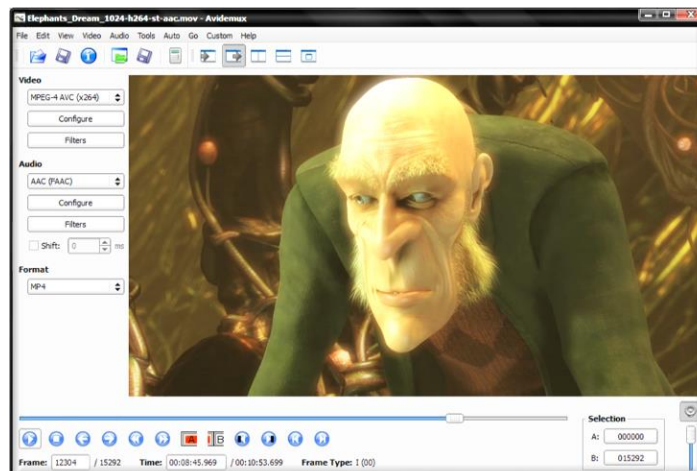 Elephants_Dream_1024-h264-st-aac.mov - Avidemux
File Edit View Video Audio Tools Auto Go Custom Help
Video
MPEG-4 AVC (x264)
Configure
Filters
Audio
AAC (FAAC)
Configure
Filters
Shift: 0 ms
Format
MP4
A B
Selection
A: 000000
B: 015292
Frame: 12304 / 15292 Time: 00:08:45.969 / 00:10:53.699 Frame Type: I (00)